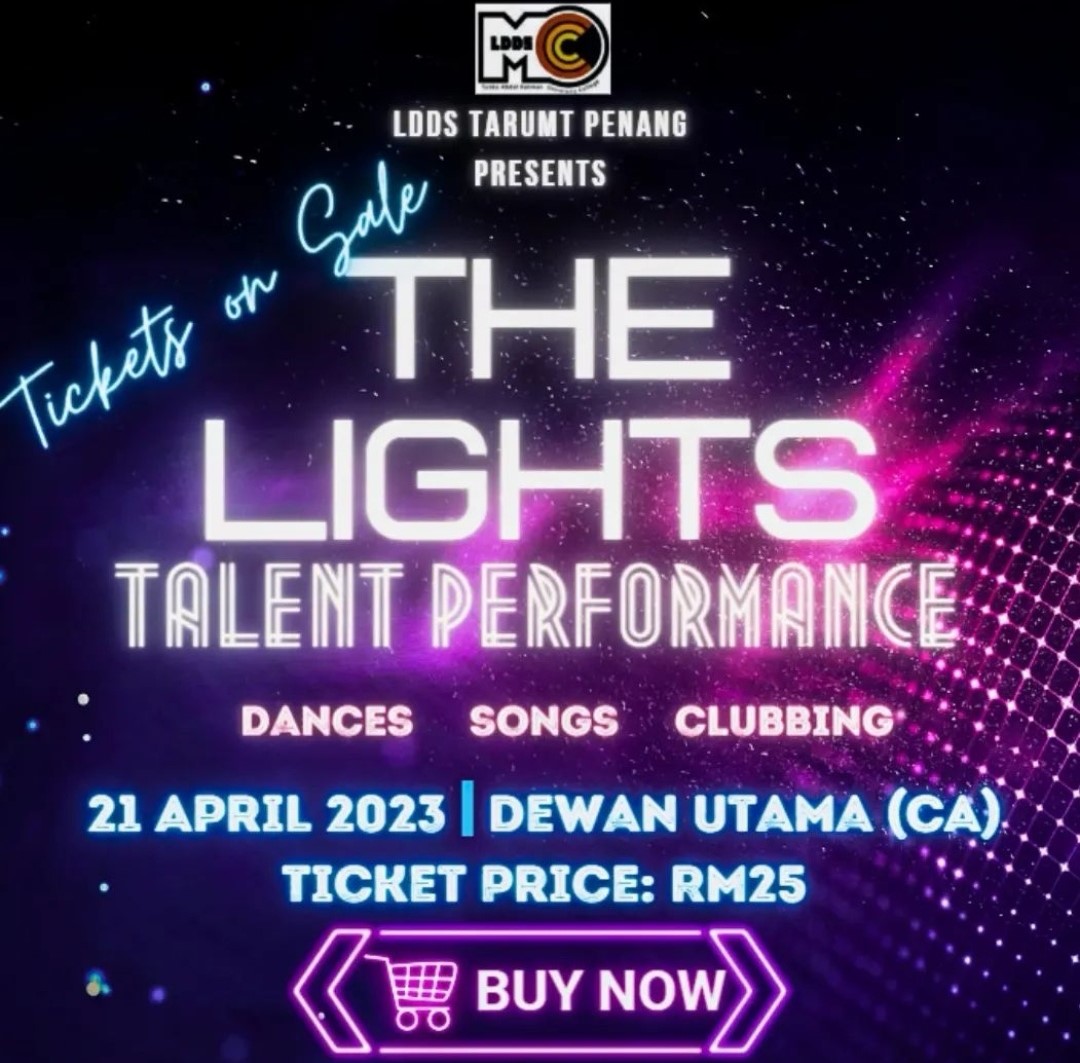 LDDS
LDDS TARUMT PENANG
PRESENTS
Tickets on Sale
THE
LIGHTS
TALENT PERFORMANCE
DANCES SONGS CLUBBING
21 APRIL 2023 | DEWAN UTAMA (CA)
TICKET PRICE: RM25
BUY NOW